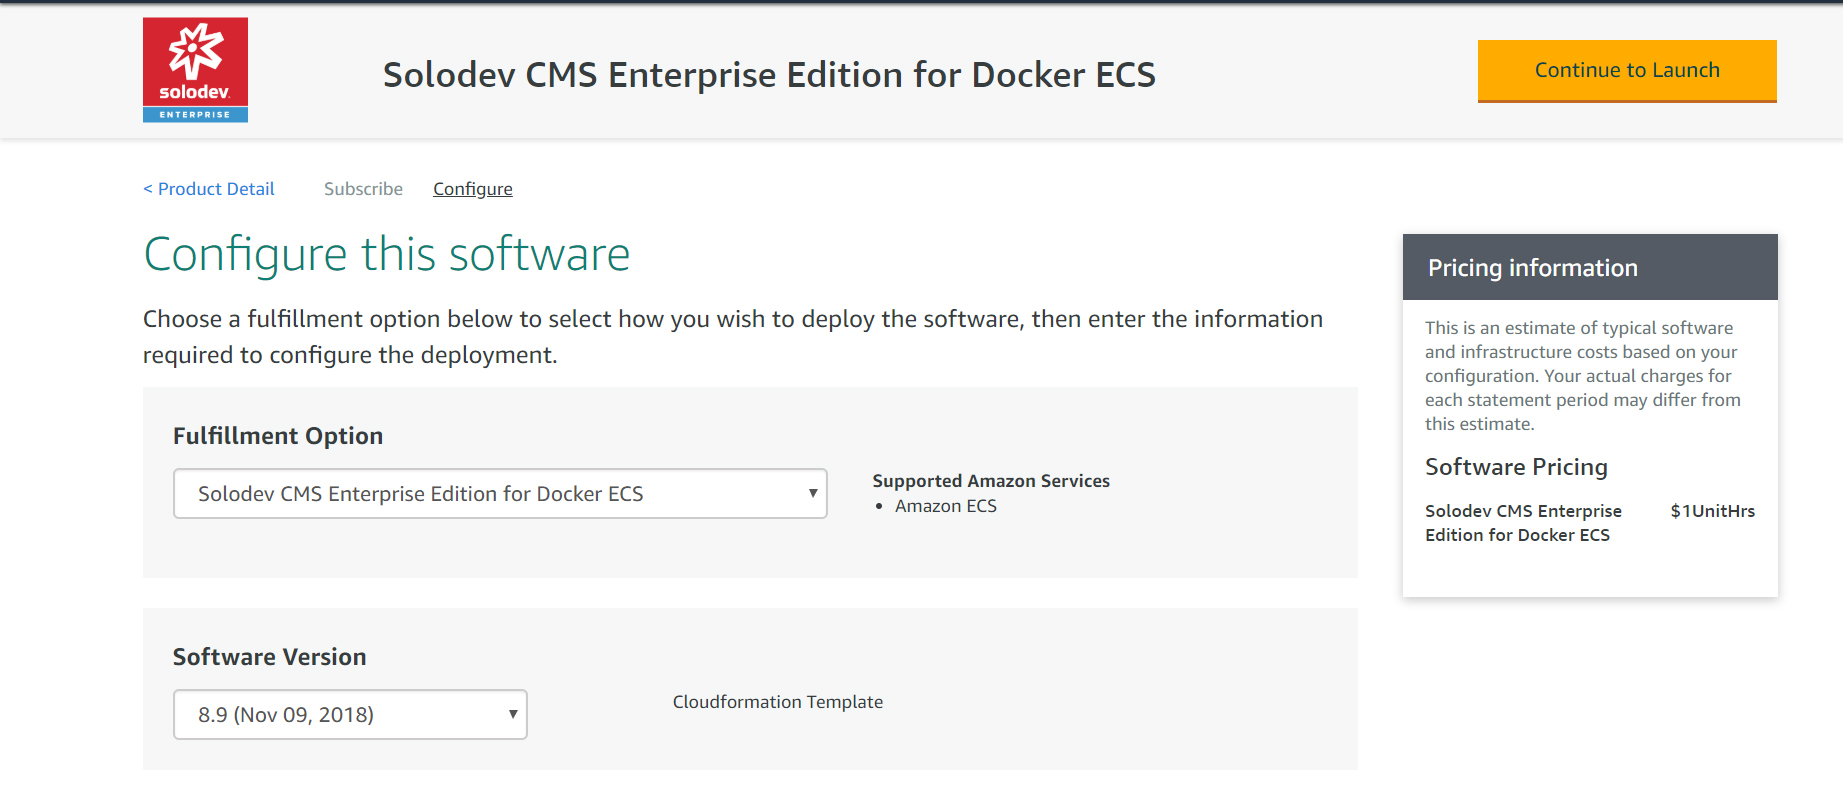 solodev.
ENTERPRISE
Solodev CMS Enterprise Edition for Docker ECS
Continue to Launch
< Product Detail
Subscribe
Configure
Configure this software
Choose a fulfillment option below to select how you wish to deploy the software, then enter the information
required to configure the deployment.
Fulfillment Option
Solodev CMS Enterprise Edition for Docker ECS
Supported Amazon Services
• Amazon ECS
Software Version
8.9 (Nov 09, 2018)
Cloudformation Template
Pricing information
This is an estimate of typical software
and infrastructure costs based on your
configuration. Your actual charges for
each statement period may differ from
this estimate.
Software Pricing
Solodev CMS Enterprise $1UnitHrs
Edition for Docker ECS